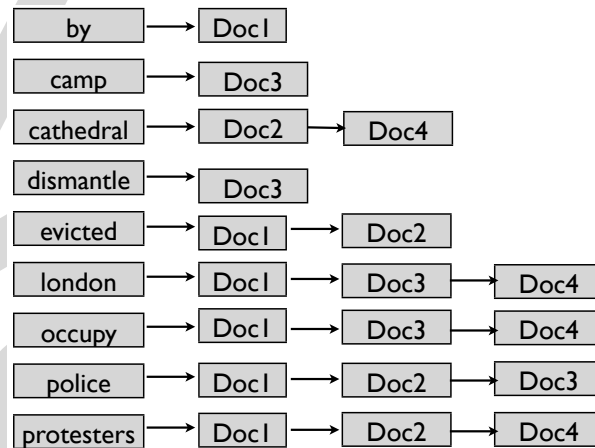 by Doc1
camp Doc3
cathedral Doc2 Doc4
dismantle Doc3
evicted Doc1 Doc2
london Doc1 Doc3 Doc4
occupy Doc1 Doc3 Doc4
police Doc1 Doc2 Doc3
protesters Doc1 Doc2 Doc4